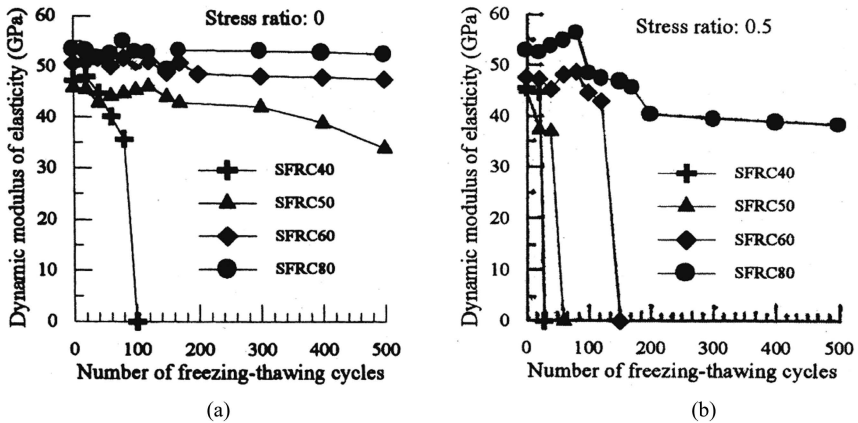 Stress ratio: 0
Dynamic modulus of elasticity (GPa)
60
50
40
30
20
10
0
SFRC40
SFRC50
SFRC60
SFRC80
0 100 200 300 400 500
Number of freezing-thawing cycles
(a)
Stress ratio: 0.5
Dynamic modulus of elasticity (GPa)
60
50
40
30
20
10
0
SFRC40
SFRC50
SFRC60
SFRC80
0 100 200 300 400 500
Number of freezing-thawing cycles
(b)